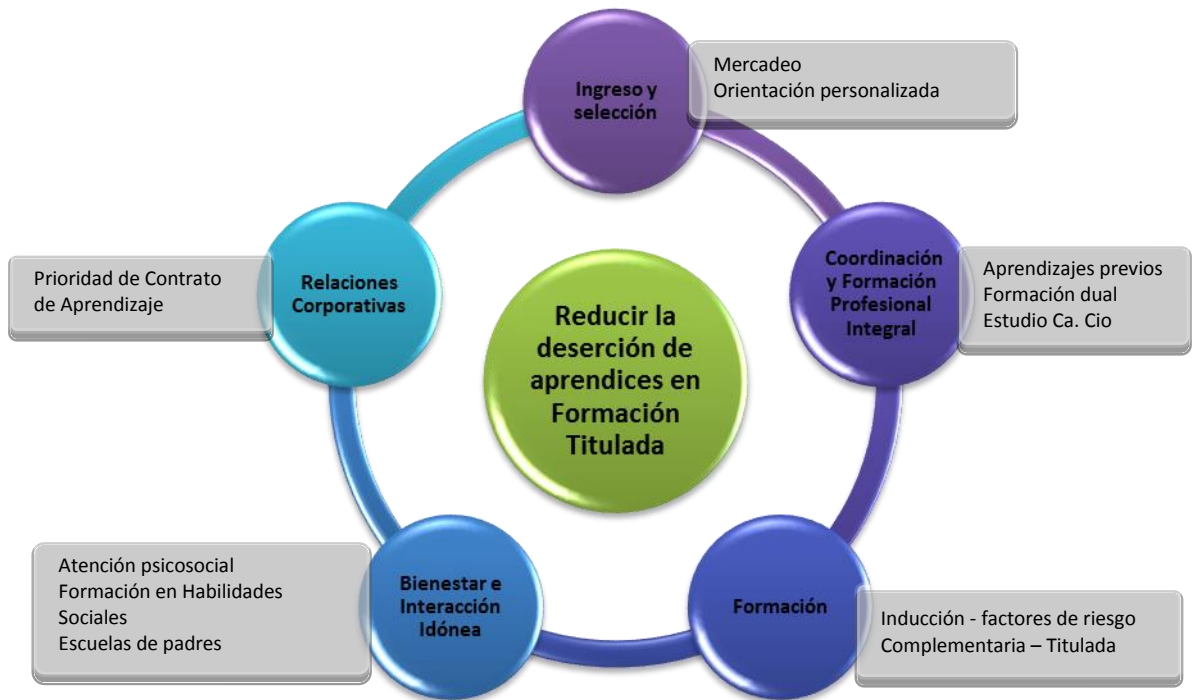 Ingreso y
selección
Mercadeo
Orientación personalizada
Coordinación
y Formación
Profesional
Integral
Aprendizajes previos
Formación dual
Estudio Ca. Cio
Formación
Inducción - factores de riesgo
Complementaria – Titulada
Bienestar e
Interacción
Idónea
Atención psicosocial
Formación en Habilidades
Sociales
Escuelas de padres
Relaciones
Corporativas
Prioridad de Contrato
de Aprendizaje
Reducir la
deserción de
aprendices en
Formación
Titulada